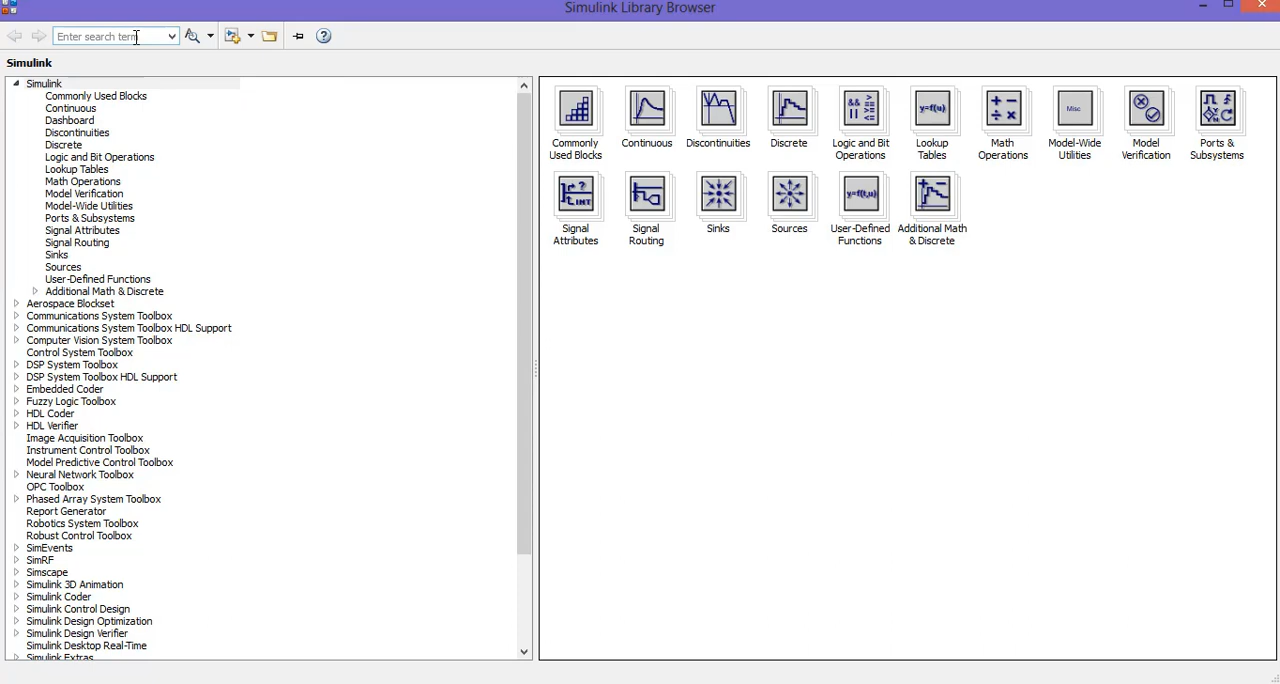 Simulink Library Browser
Enter search term
Simulink
Simulink
Commonly Used Blocks
Continuous
Dashboard
Discontinuities
Discrete
Logic and Bit Operations
Lookup Tables
Math Operations
Model Verification
Model-Wide Utilities
Ports & Subsystems
Signal Attributes
Signal Routing
Sinks
Sources
User-Defined Functions
Additional Math & Discrete
Aerospace Blockset
Communications System Toolbox
Communications System Toolbox HDL Support
Computer Vision System Toolbox
Control System Toolbox
DSP System Toolbox
DSP System Toolbox HDL Support
Embedded Coder
Fuzzy Logic Toolbox
HDL Coder
HDL Verifier
Image Acquisition Toolbox
Instrument Control Toolbox
Model Predictive Control Toolbox
Neural Network Toolbox
OPC Toolbox
Phased Array System Toolbox
Report Generator
Robotics System Toolbox
Robust Control Toolbox
SimEvents
SimRF
Simscape
Simulink 3D Animation
Simulink Coder
Simulink Control Design
Simulink Design Optimization
Simulink Design Verifier
Simulink Desktop Real-Time
Simulink Extras
&& >=
|| <=
y=f(u)
+ −
÷ ×
Misc
Commonly Continuous Discontinuities Discrete Logic and Bit Lookup Math Model-Wide Model Ports &
Used Blocks Operations Tables Operations Utilities Verification Subsystems
?
INT
y=f(t,u)
+ −
Signal Signal Sinks Sources User-Defined Additional Math
Attributes Routing Functions & Discrete